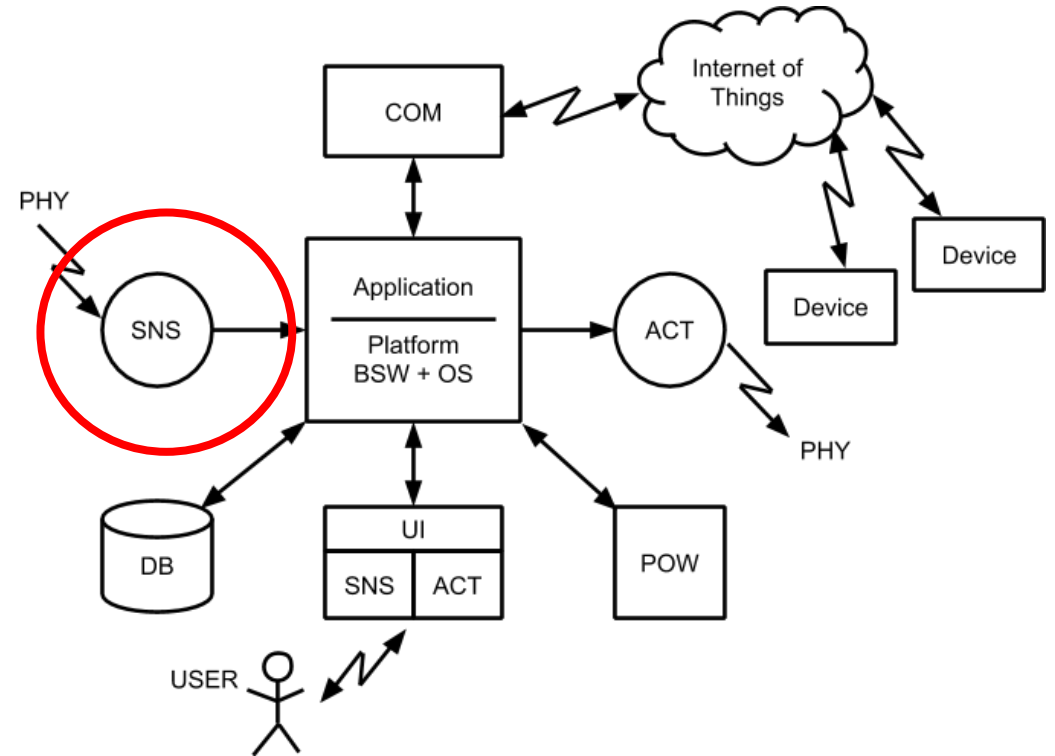 Internet of
Things
COM
PHY
Device
Application
Device
SNS
Platform
BSW + OS
ACT
PHY
UI
DB
SNS
ACT
POW
USER